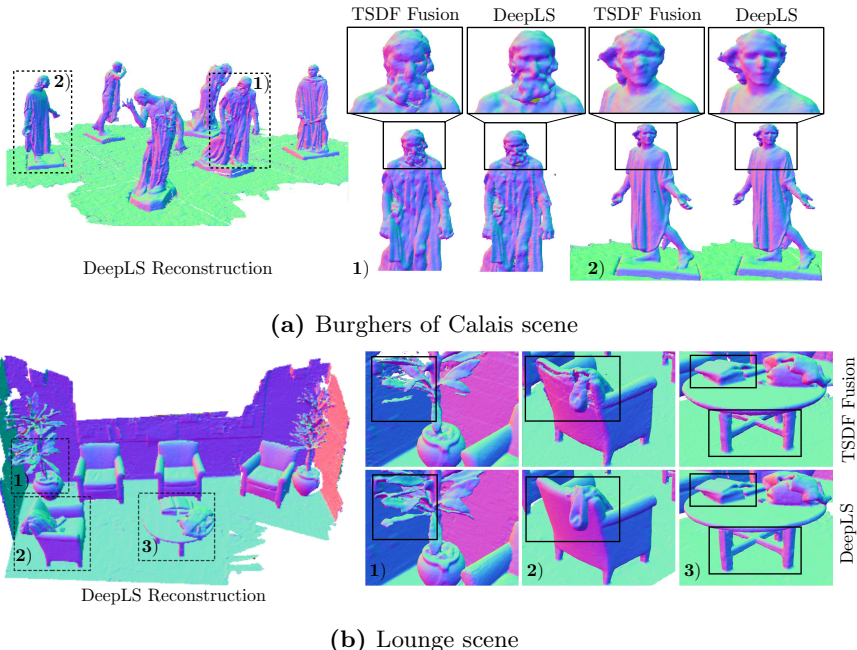 TSDF Fusion DeepLS TSDF Fusion DeepLS
2)
1)
DeepLS Reconstruction
1)
2)
(a) Burghers of Calais scene
1)
2)
3)
DeepLS Reconstruction
TSDF Fusion
DeepLS
1)
2)
3)
(b) Lounge scene